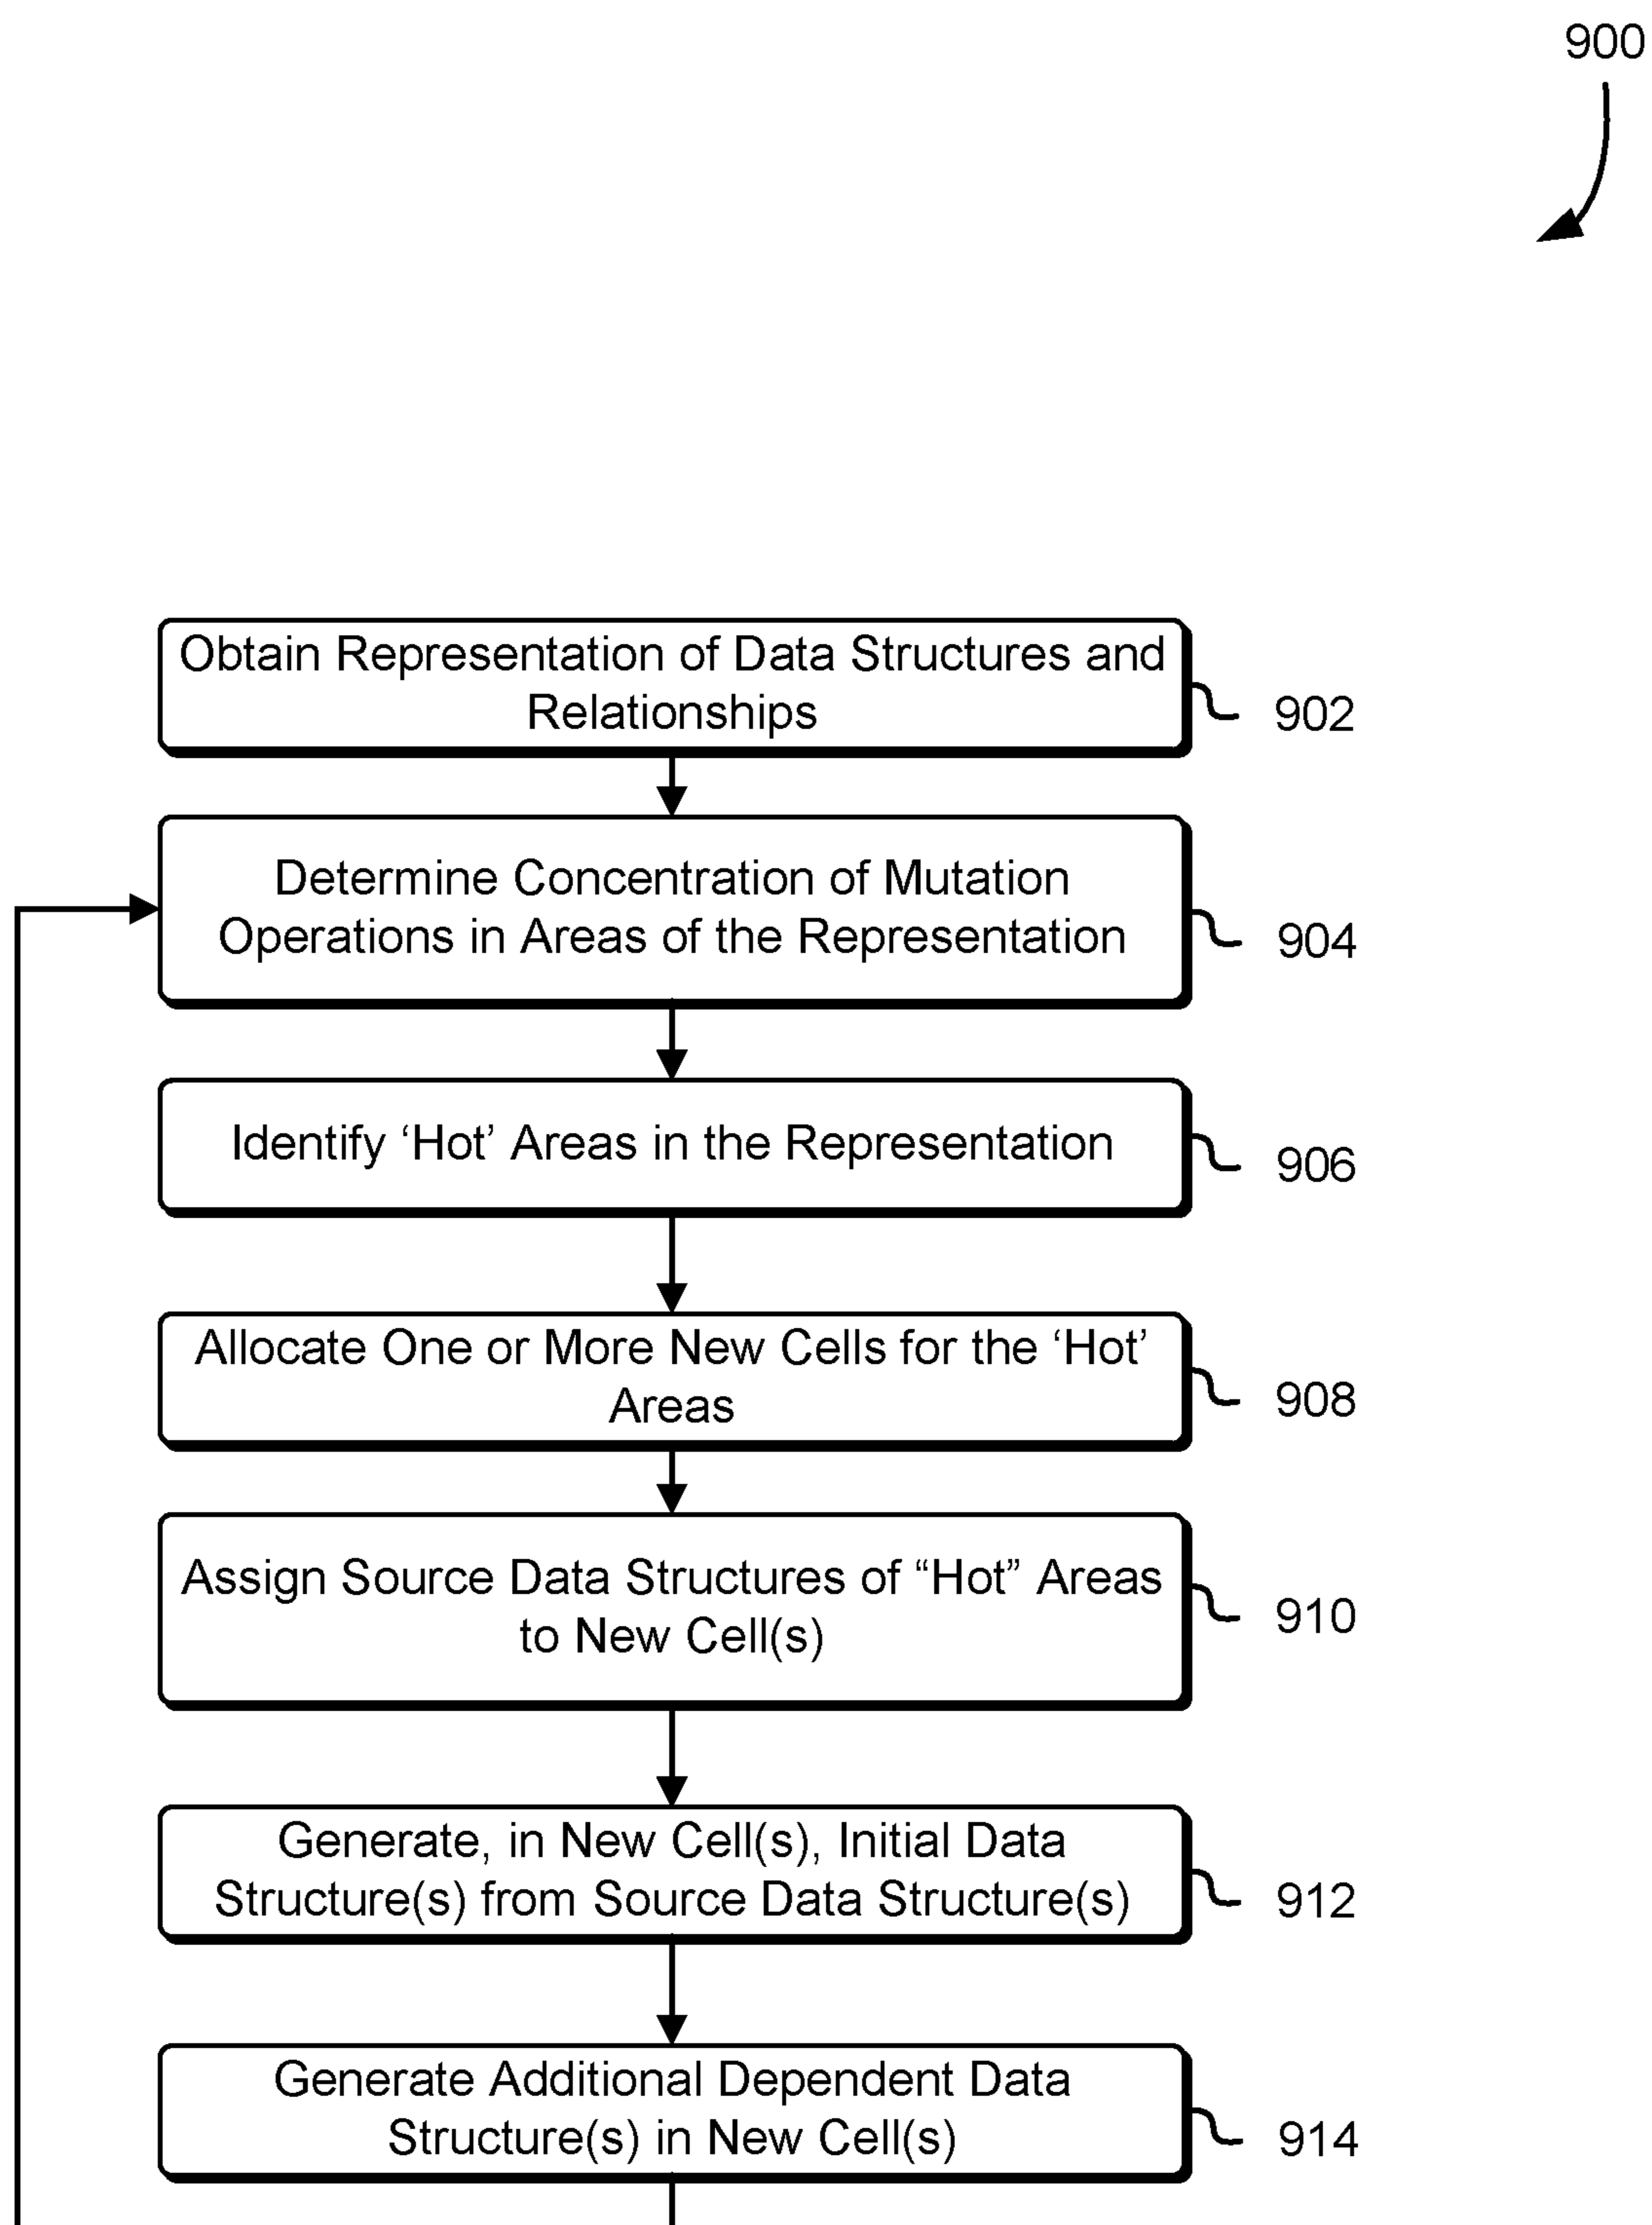 900
Obtain Representation of Data Structures and
Relationships
902
Determine Concentration of Mutation
Operations in Areas of the Representation
904
Identify ‘Hot’ Areas in the Representation
906
Allocate One or More New Cells for the ‘Hot’
Areas
908
Assign Source Data Structures of “Hot” Areas
to New Cell(s)
910
Generate, in New Cell(s), Initial Data
Structure(s) from Source Data Structure(s)
912
Generate Additional Dependent Data
Structure(s) in New Cell(s)
914